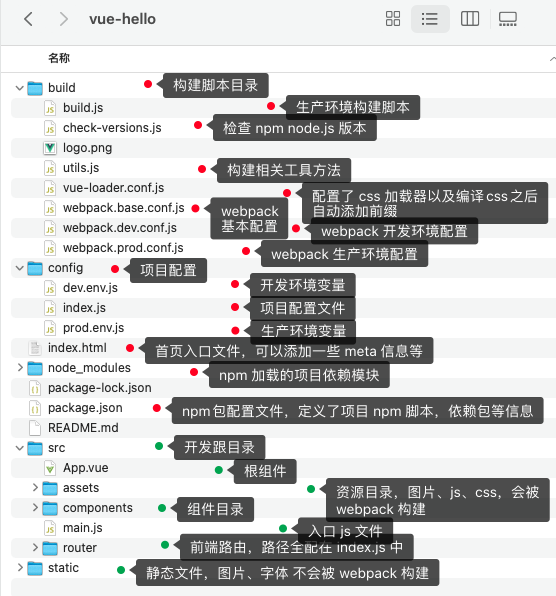 vue-hello
名称
build
构建脚本目录
build.js
生产环境构建脚本
check-versions.js
检查 npm node.js 版本
logo.png
utils.js
构建相关工具方法
vue-loader.conf.js
配置了 css 加载器以及编译css之后
自动添加前缀
webpack.base.conf.js
webpack
基本配置
webpack.dev.conf.js
webpack 开发环境配置
webpack.prod.conf.js
webpack 生产环境配置
config
项目配置
dev.env.js
开发环境变量
index.js
项目配置文件
prod.env.js
生产环境变量
index.html
首页入口文件，可以添加一些 meta 信息等
node_modules
npm 加载的项目依赖模块
package-lock.json
package.json
npm包配置文件，定义了项目 npm 脚本，依赖包等信息
README.md
src
开发跟目录
App.vue
根组件
assets
资源目录，图片、js、css，会被
webpack 构建
components
组件目录
main.js
入口 js 文件
router
前端路由，路径全配在 index.js 中
static
静态文件，图片、字体 不会被 webpack 构建